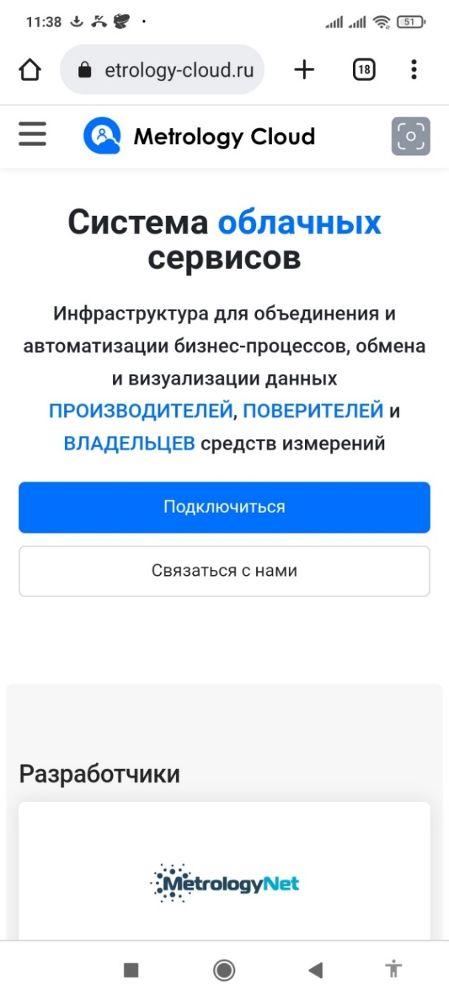 11:38
51
etrology-cloud.ru
18
Metrology Cloud
Система облачных
сервисов
Инфраструктура для объединения и
автоматизации бизнес-процессов, обмена
и визуализации данных
ПРОИЗВОДИТЕЛЕЙ, ПОВЕРИТЕЛЕЙ и
ВЛАДЕЛЬЦЕВ средств измерений
Подключиться
Связаться с нами
Разработчики
MetrologyNet